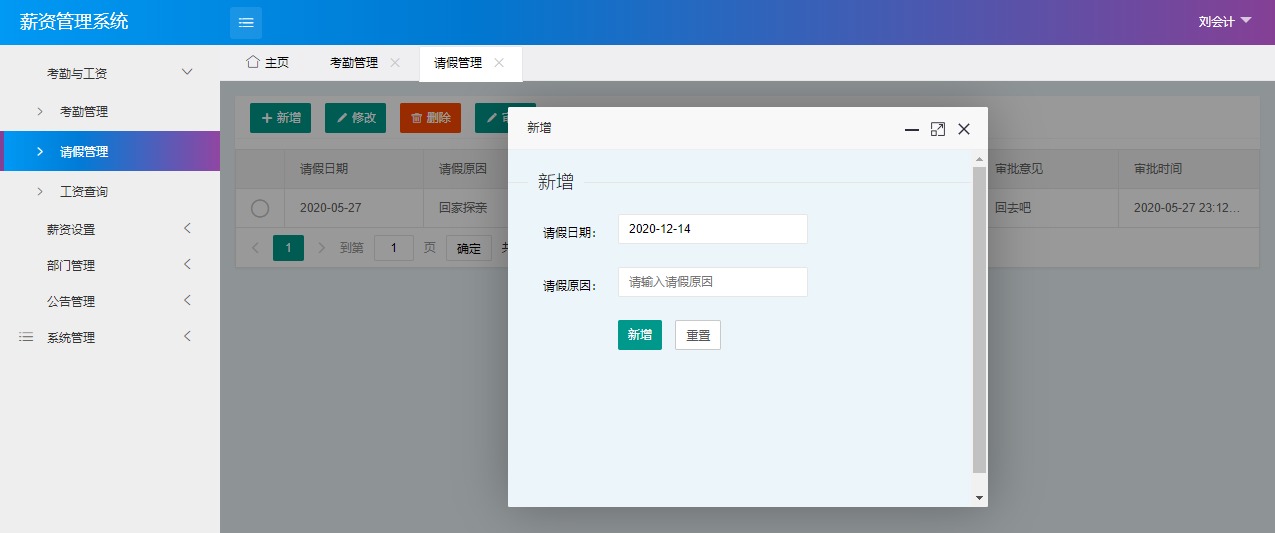 薪资管理系统
刘会计
考勤与工资
考勤管理
请假管理
工资查询
薪资设置
部门管理
公告管理
系统管理
主页 考勤管理 请假管理
新增 修改 删除
请假日期 请假原因 审批意见 审批时间
2020-05-27 回家探亲 回去吧 2020-05-27 23:12...
1 到第 1 页 确定
新增
新增
请假日期: 2020-12-14
请假原因: 请输入请假原因
新增 重置